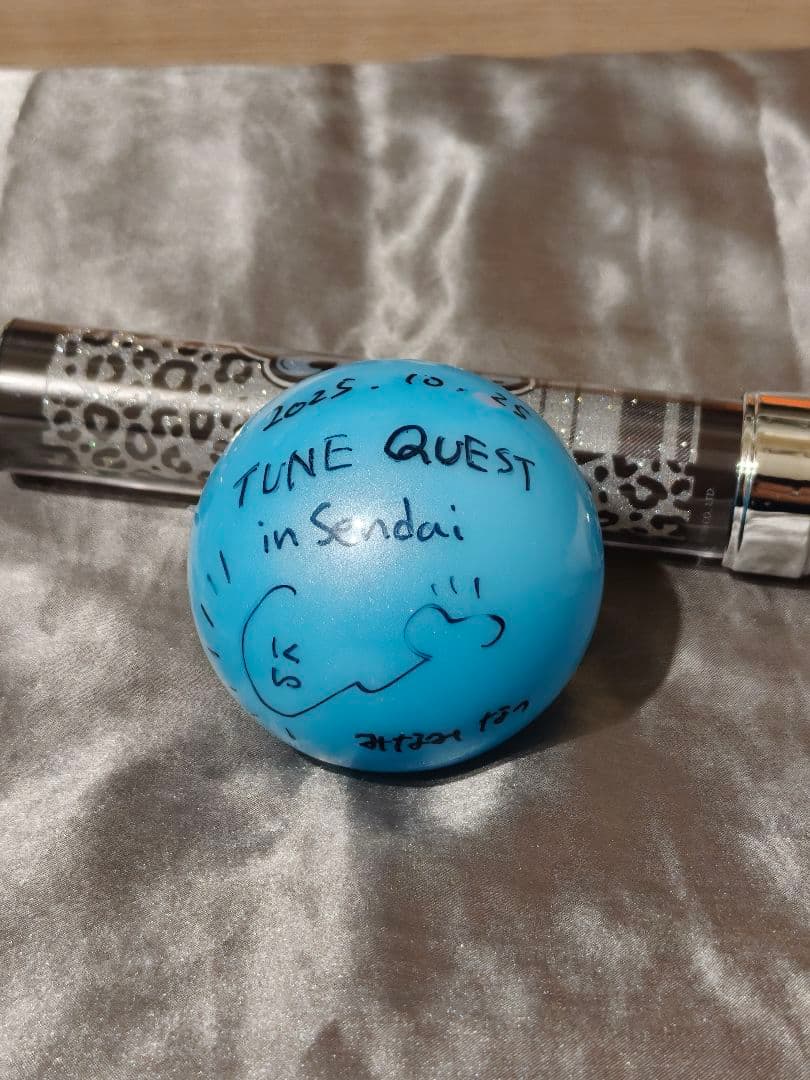 2025.10.25
TUNE QUEST
in Sendai